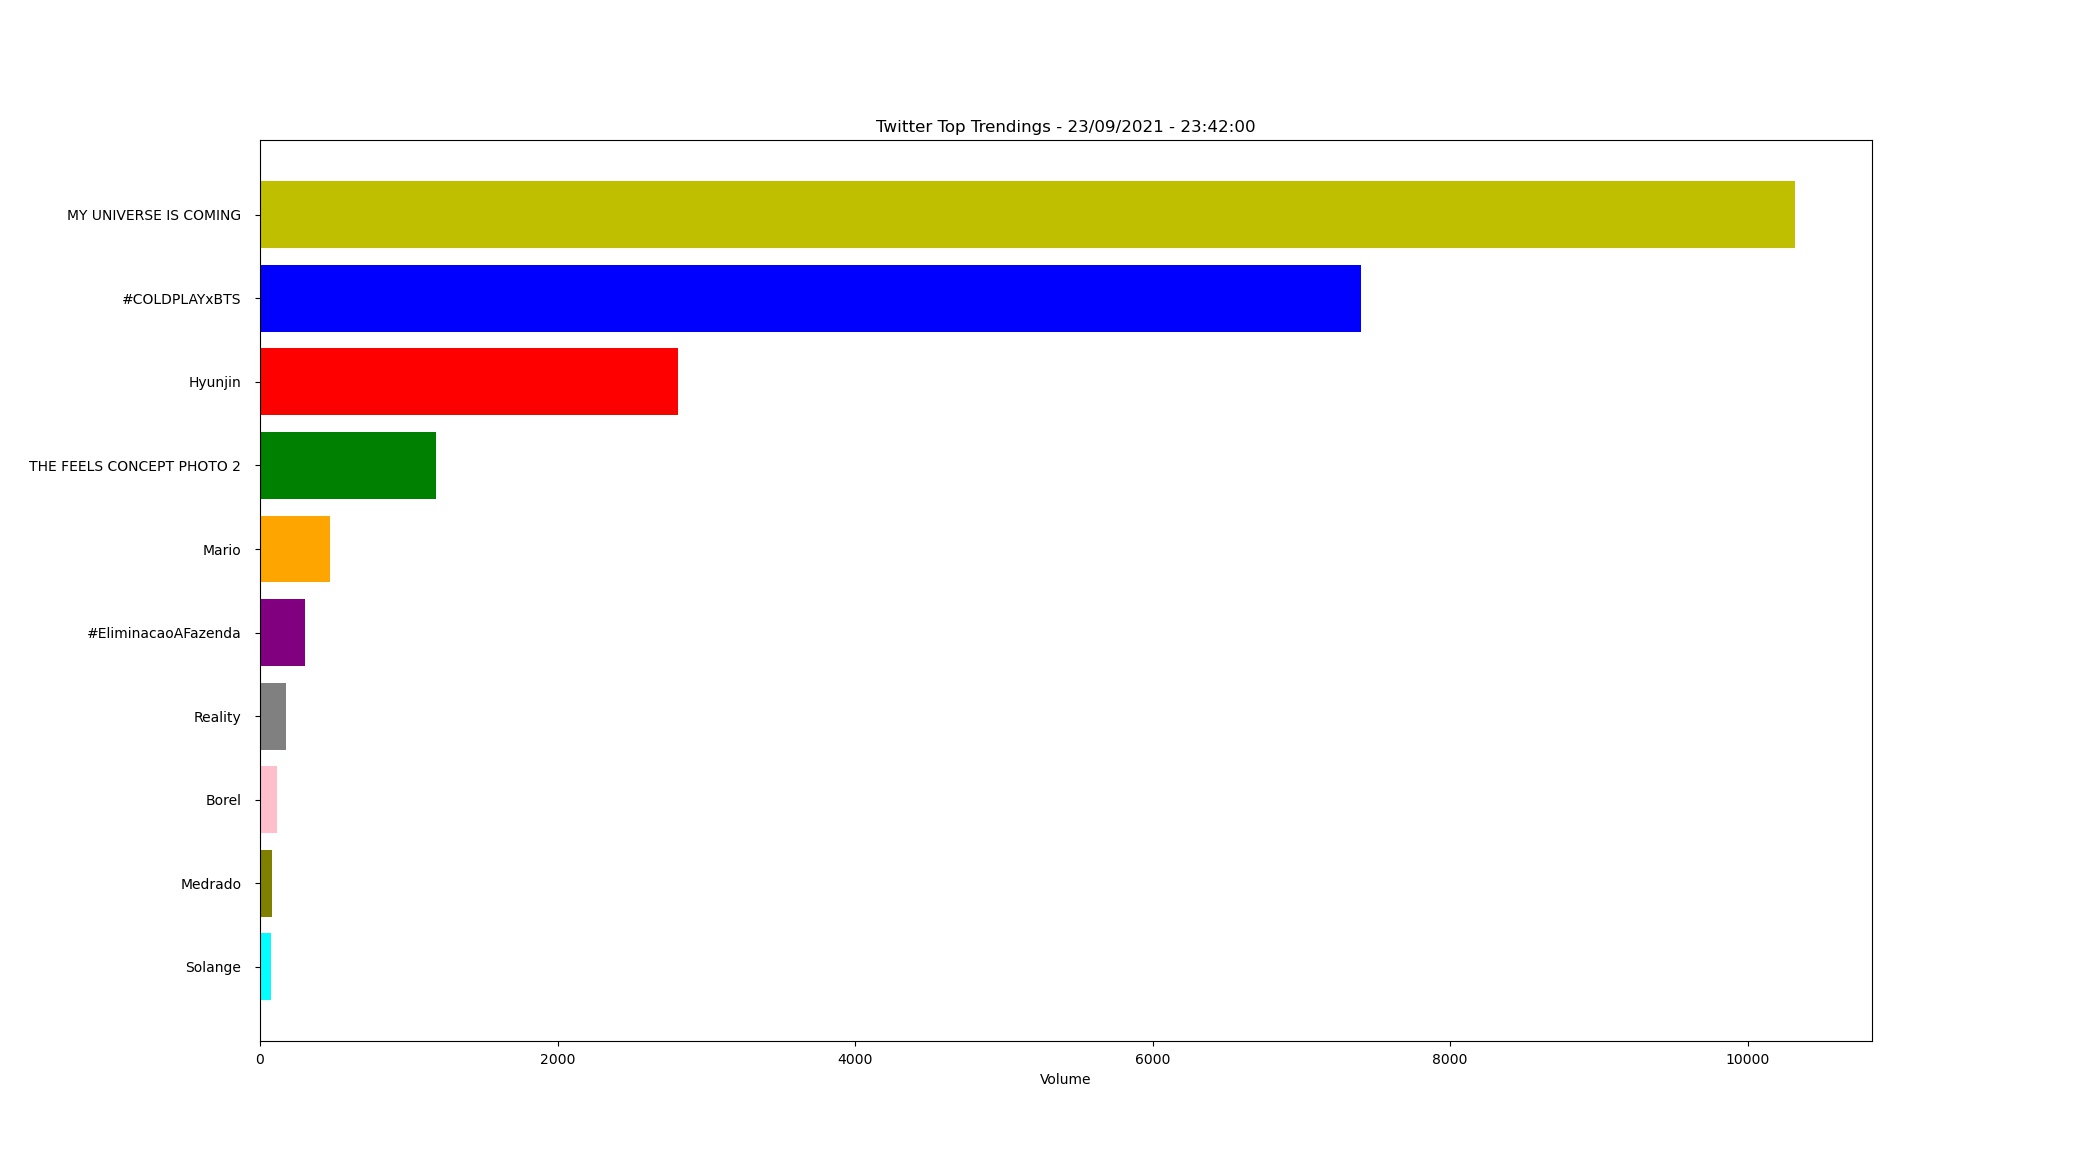 Twitter Top Trendings - 23/09/2021 - 23:42:00
MY UNIVERSE IS COMING
#COLDPLAYxBTS
Hyunjin
THE FEELS CONCEPT PHOTO 2
Mario
#EliminacaoAFazenda
Reality
Borel
Medrado
Solange
0 2000 4000 6000 8000 10000
Volume